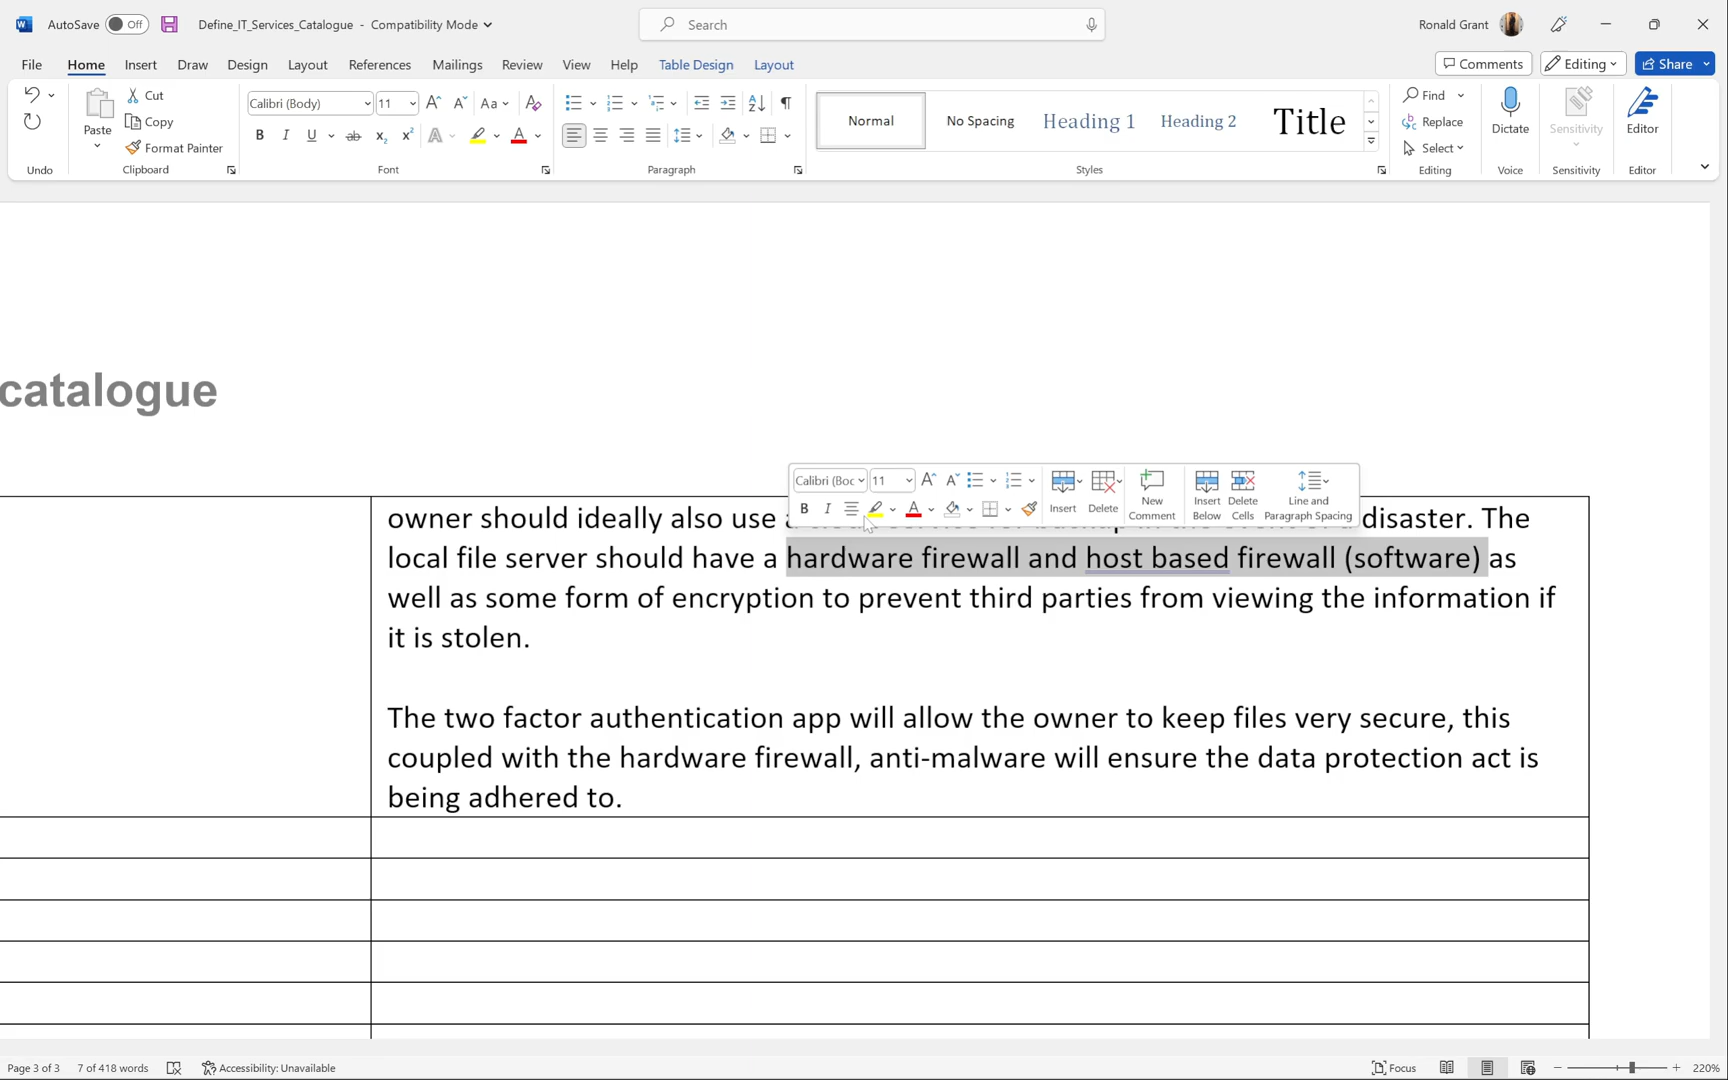 AutoSave Off Define_IT_Services_Catalogue - Compatibility Mode Search Ronald Grant
File Home Insert Draw Design Layout References Mailings Review View Help Table Design Layout Comments Editing Share
Paste Cut Copy Format Painter
Calibri (Body) 11 Aa
B I U ab x₂ x² A A
Normal No Spacing Heading 1 Heading 2 Title
Find Replace Select
Dictate Sensitivity Editor
Undo Clipboard Font Paragraph Styles Editing Voice Sensitivity Editor
catalogue
Calibri (Boc 11 A A
B I A Insert Delete New Comment Insert Below Delete Cells Line and Paragraph Spacing
owner should ideally also use disaster. The
local file server should have a hardware firewall and host based firewall (software) as
well as some form of encryption to prevent third parties from viewing the information if
it is stolen.
The two factor authentication app will allow the owner to keep files very secure, this
coupled with the hardware firewall, anti-malware will ensure the data protection act is
being adhered to.
Page 3 of 3 7 of 418 words Accessibility: Unavailable Focus 220%